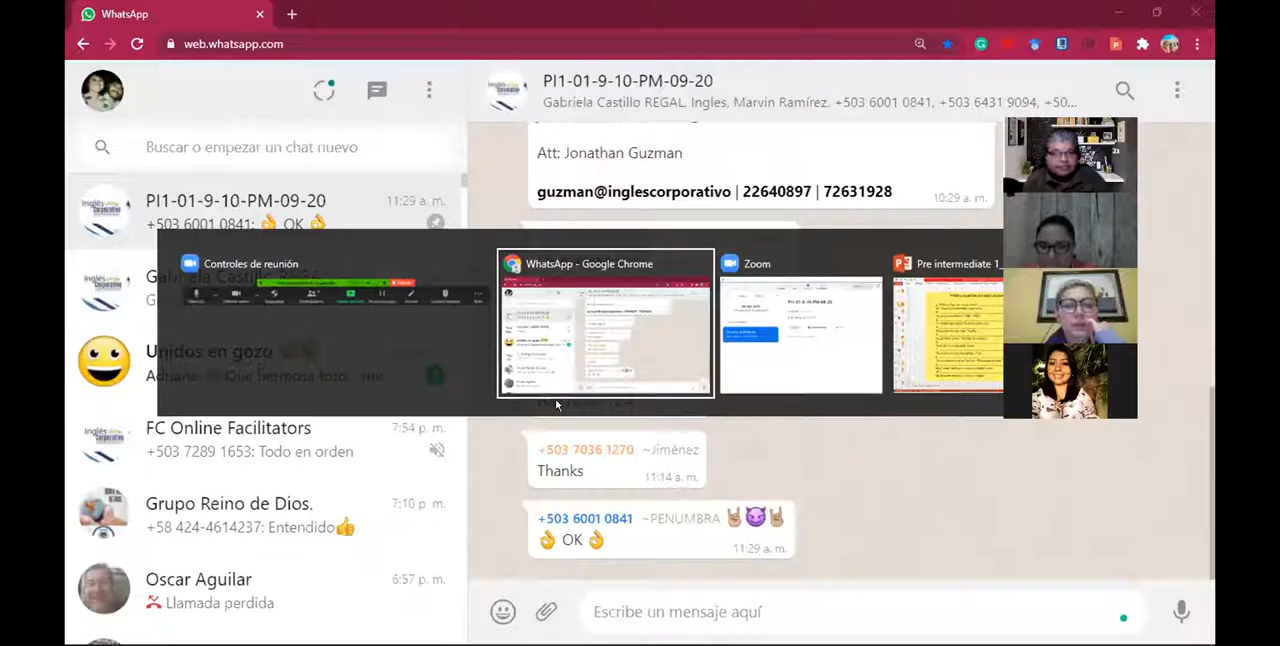 WhatsApp
web.whatsapp.com
PI1-01-9-10-PM-09-20
Gabriela Castillo REGAL, Ingles, Marvin Ramírez, +503 6001 0841, +503 6431 9094, +50...
Buscar o empezar un chat nuevo
Att: Jonathan Guzman
guzman@inglescorporativo | 22640897 | 72631928
10:29 a. m.
PI1-01-9-10-PM-09-20
11:29 a. m.
+503 6001 0841: 👌 OK 👌
Controles de reunión
WhatsApp - Google Chrome
Zoom
Pre intermediate 1_
Unidos en gozo
FC Online Facilitators
7:54 p. m.
+503 7289 1653: Todo en orden
+503 7036 1270 ~Jiménez
Thanks
11:14 a. m.
Grupo Reino de Dios.
7:10 p. m.
+58 424-4614237: Entendido👍
+503 6001 0841 ~PENUMBRA 🤘😈🤘
👌 OK 👌
11:29 a. m.
Oscar Aguilar
6:57 p. m.
Llamada perdida
Escribe un mensaje aquí